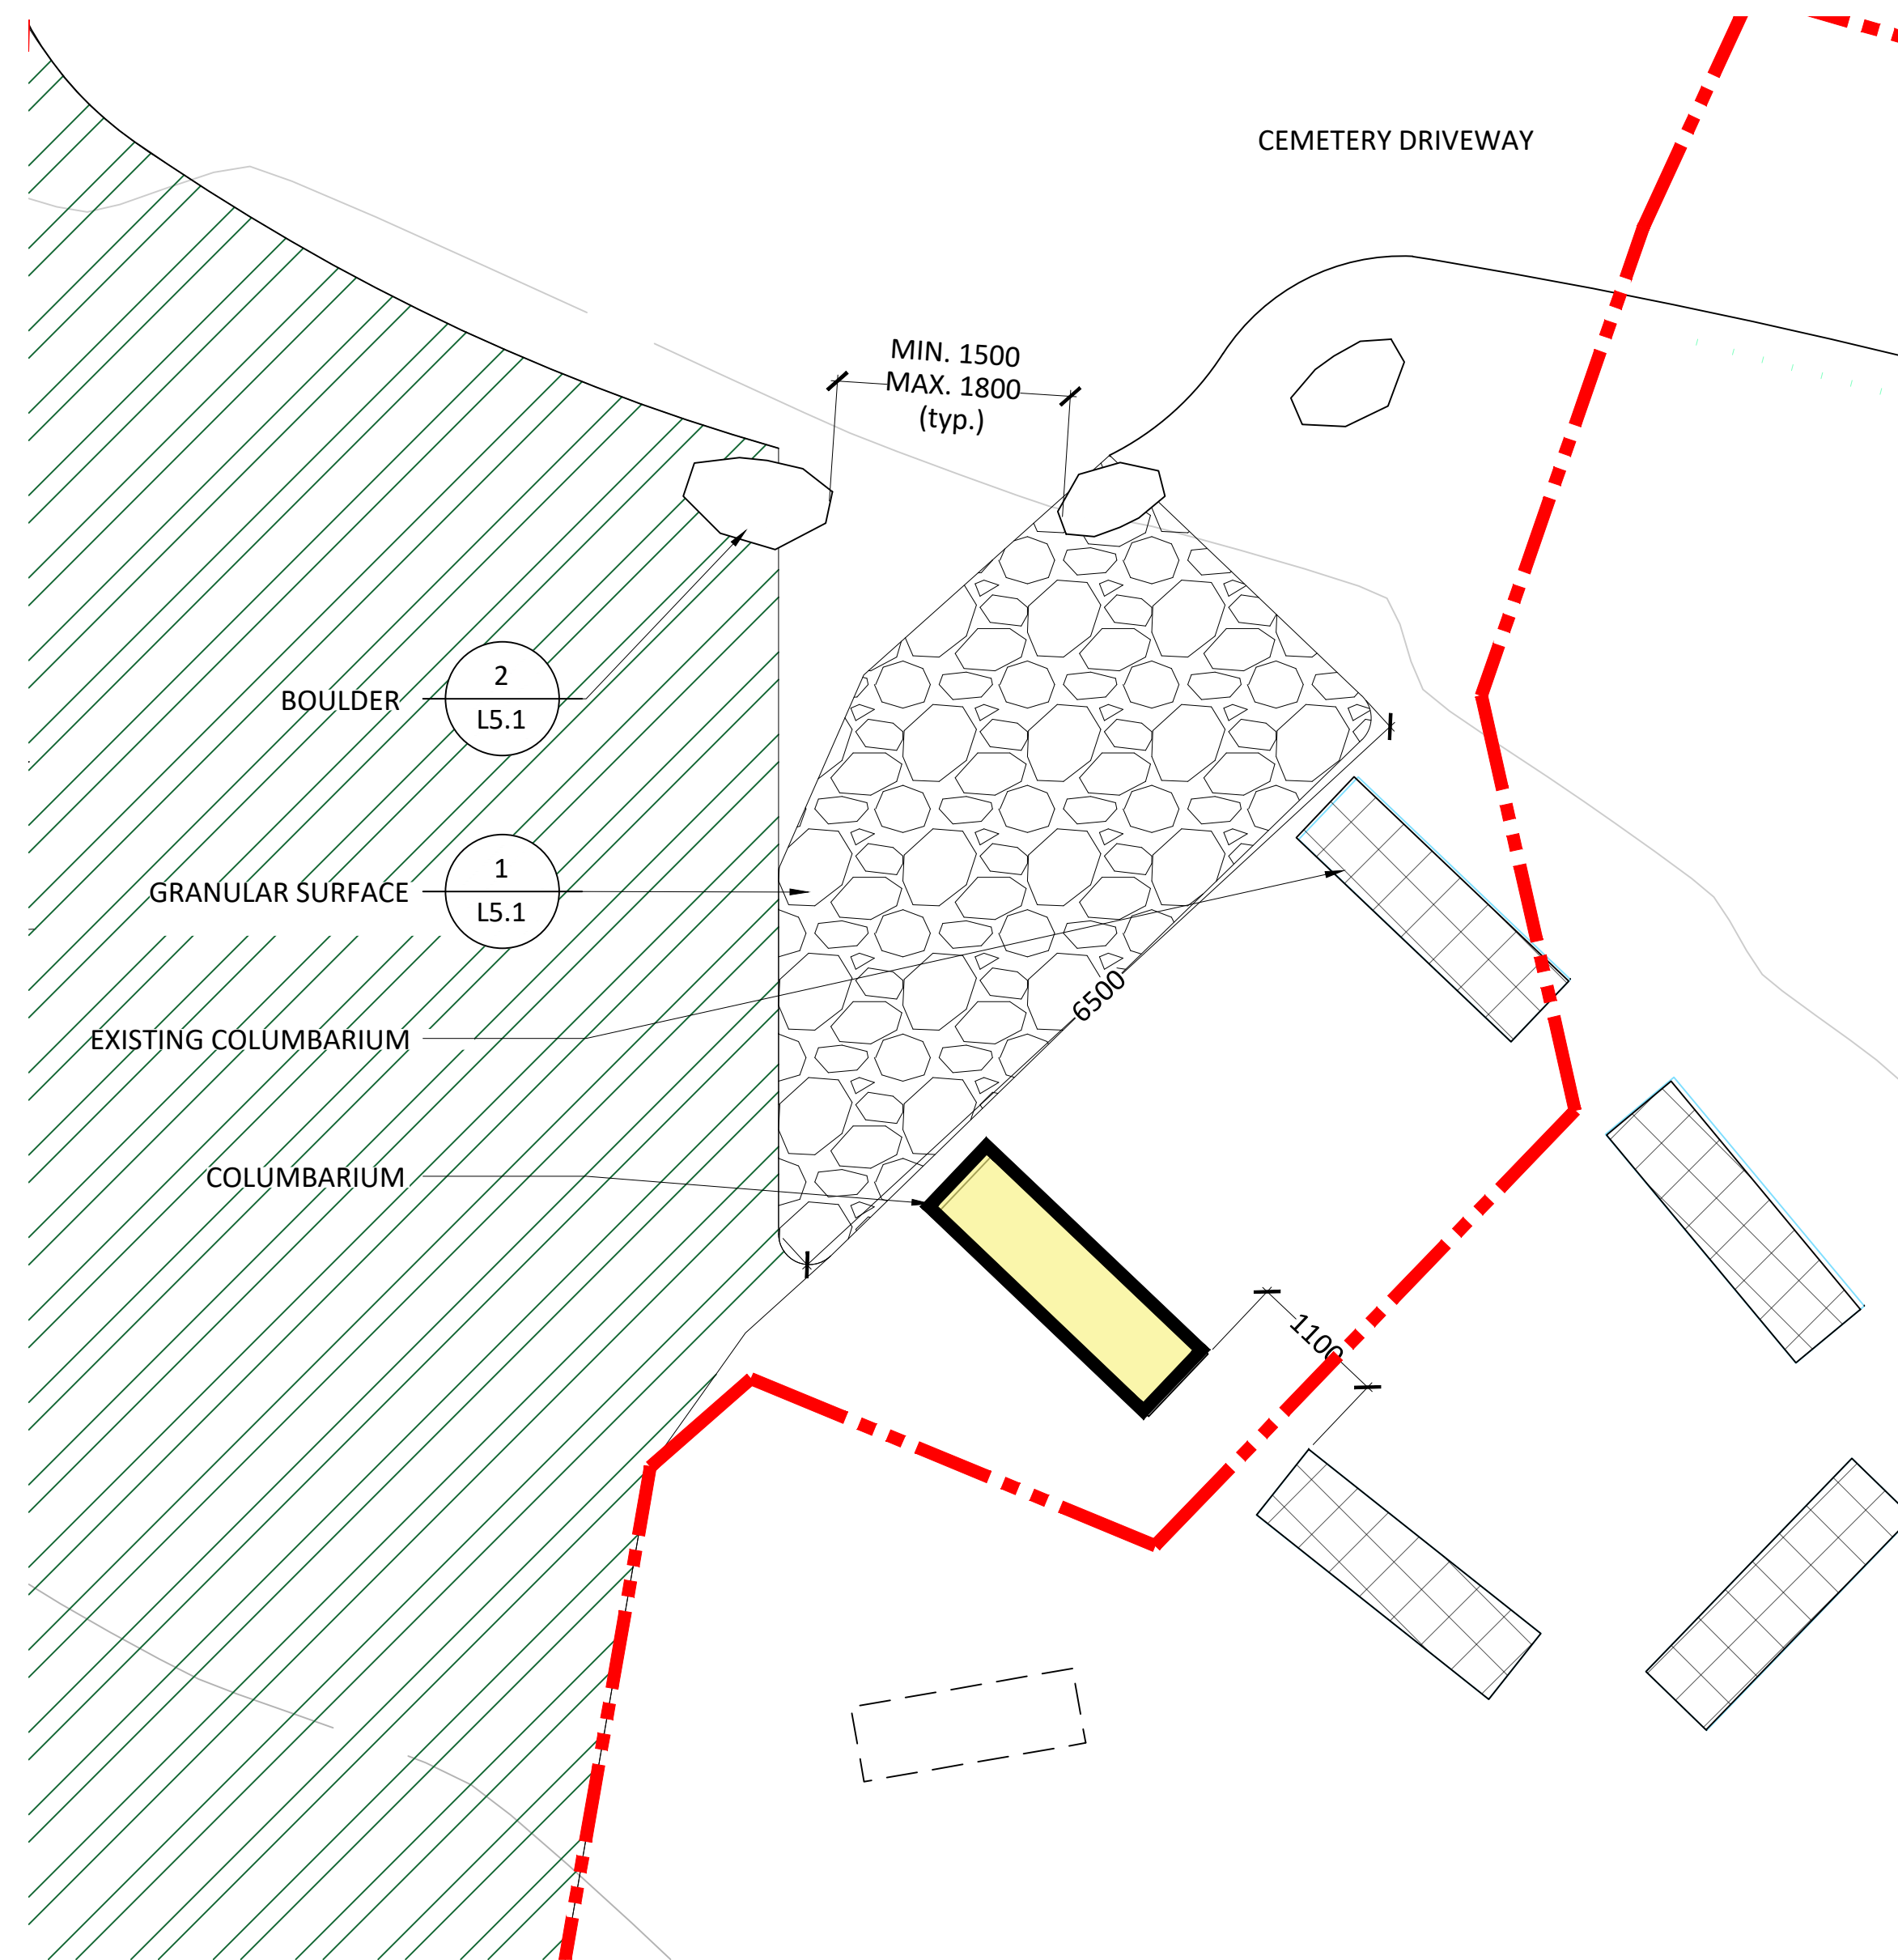 CEMETERY DRIVEWAY
MIN. 1500
MAX. 1800
(typ.)
2
BOULDER
L5.1
1
GRANULAR SURFACE
L5.1
6500
EXISTING COLUMBARIUM
COLUMBARIUM
1100